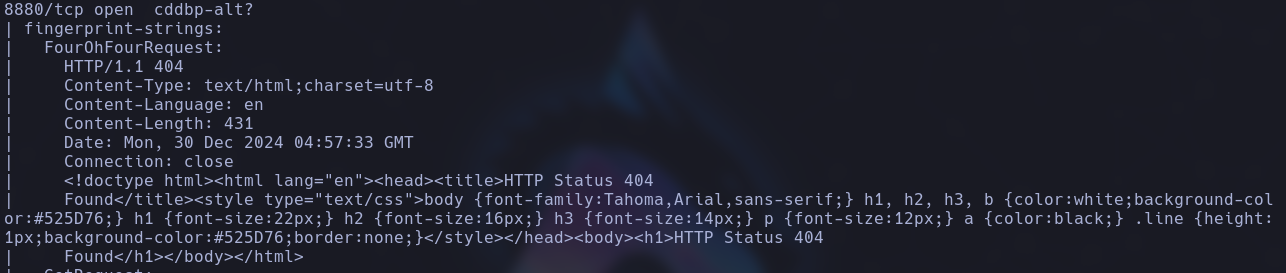 8880/tcp open  cddbp-alt?
| fingerprint-strings:
|   FourOhFourRequest:
|     HTTP/1.1 404
|     Content-Type: text/html;charset=utf-8
|     Content-Language: en
|     Content-Length: 431
|     Date: Mon, 30 Dec 2024 04:57:33 GMT
|     Connection: close
|     <!doctype html><html lang="en"><head><title>HTTP Status 404
|     Found</title><style type="text/css">body {font-family:Tahoma,Arial,sans-serif;} h1, h2, h3, b {color:white;background-col
or:#525D76;} h1 {font-size:22px;} h2 {font-size:16px;} h3 {font-size:14px;} p {font-size:12px;} a {color:black;} .line {height:
1px;background-color:#525D76;border:none;}</style></head><body><h1>HTTP Status 404
|     Found</h1></body></html>
|   GetRequest: